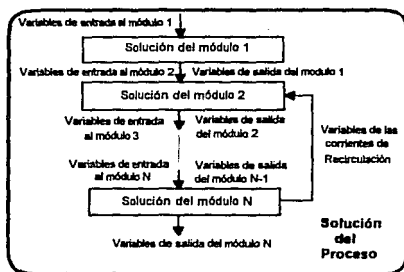 Variables de entrada al módulo 1
Solución del módulo 1
Variables de entrada al módulo 2 Variables de salida del modulo 1
Solución del módulo 2
Variables de entrada al módulo 3
Variables de salida del módulo 2
Variables de las corrientes de Recirculación
Variables de entrada al módulo N
Variables de salida del módulo N-1
Solución del módulo N
Variables de salida del módulo N
Solución del Proceso